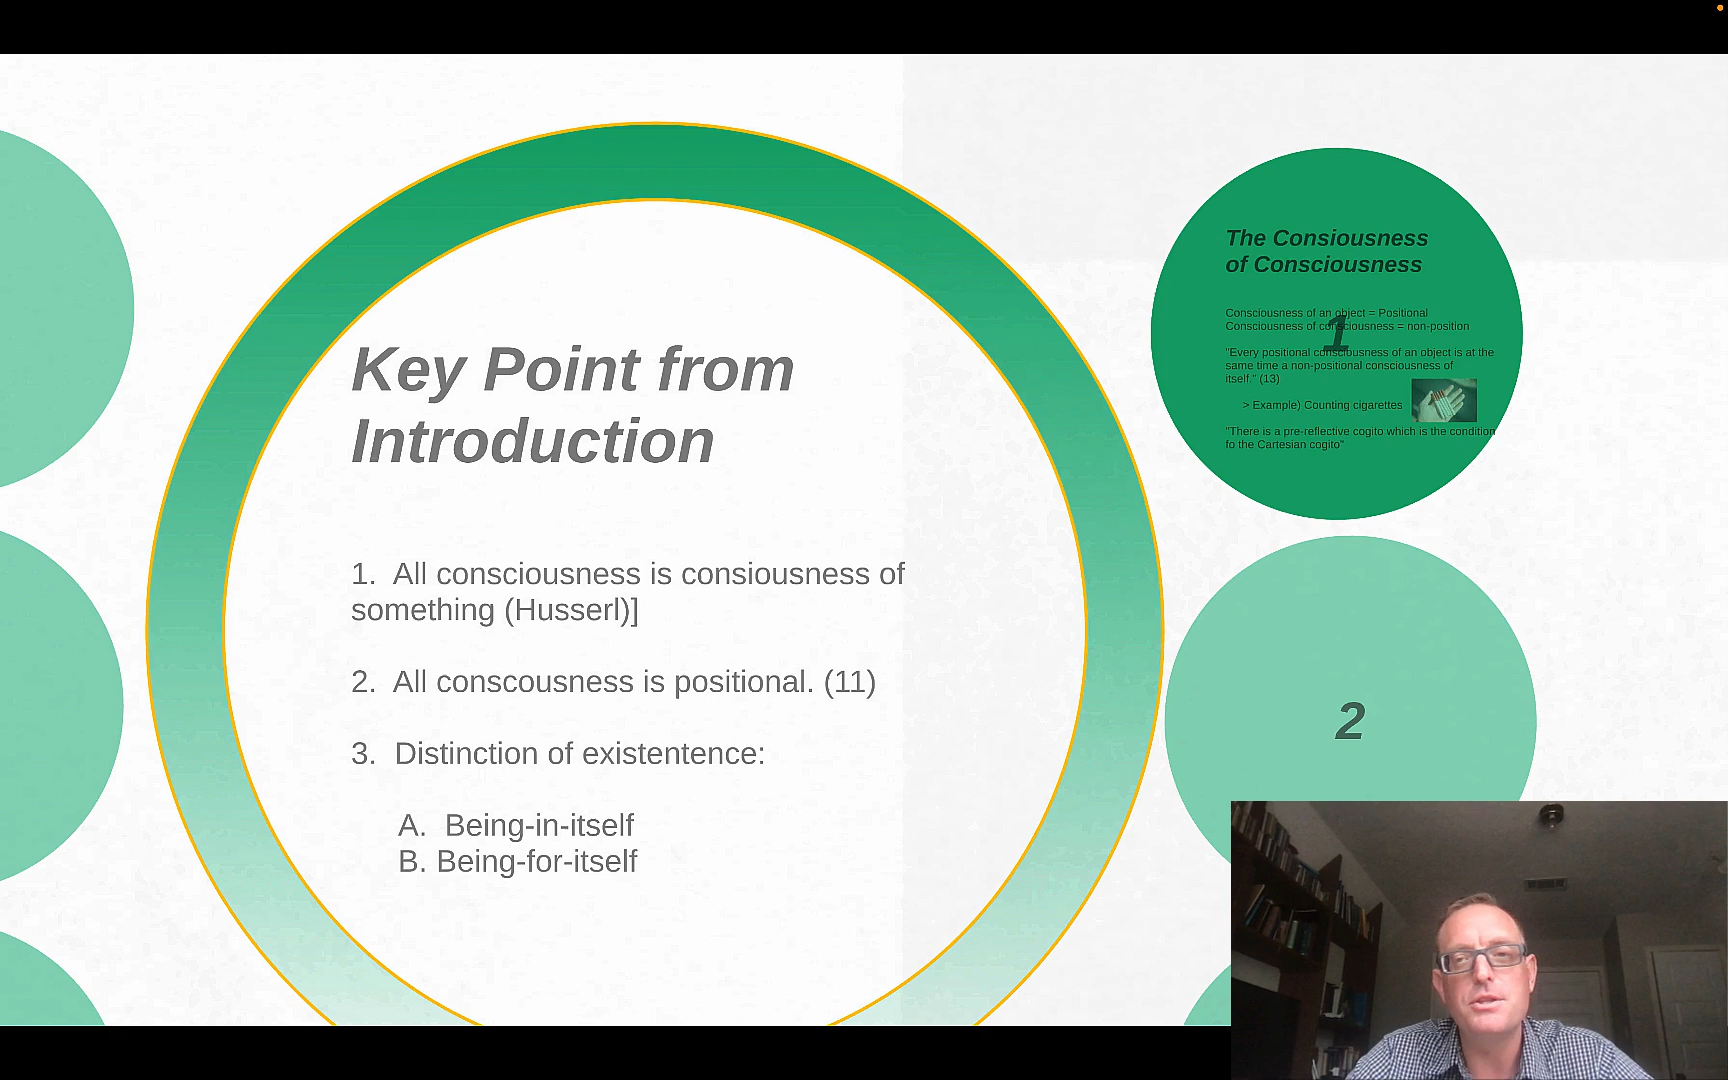 Key Point from
Introduction
1. All consciousness is consiousness of
something (Husserl)]
2. All conscousness is positional. (11)
3. Distinction of existentence:
A. Being-in-itself
B. Being-for-itself
The Consiousness
of Consciousness
Consciousness of an object = Positional
Consciousness of consciousness = non-position
1
"Every positional consciousness of an object is at the
same time a non-positional consciousness of
itself." (13)
> Example) Counting cigarettes
"There is a pre-reflective cogito which is the condition
fo the Cartesian cogito"
2